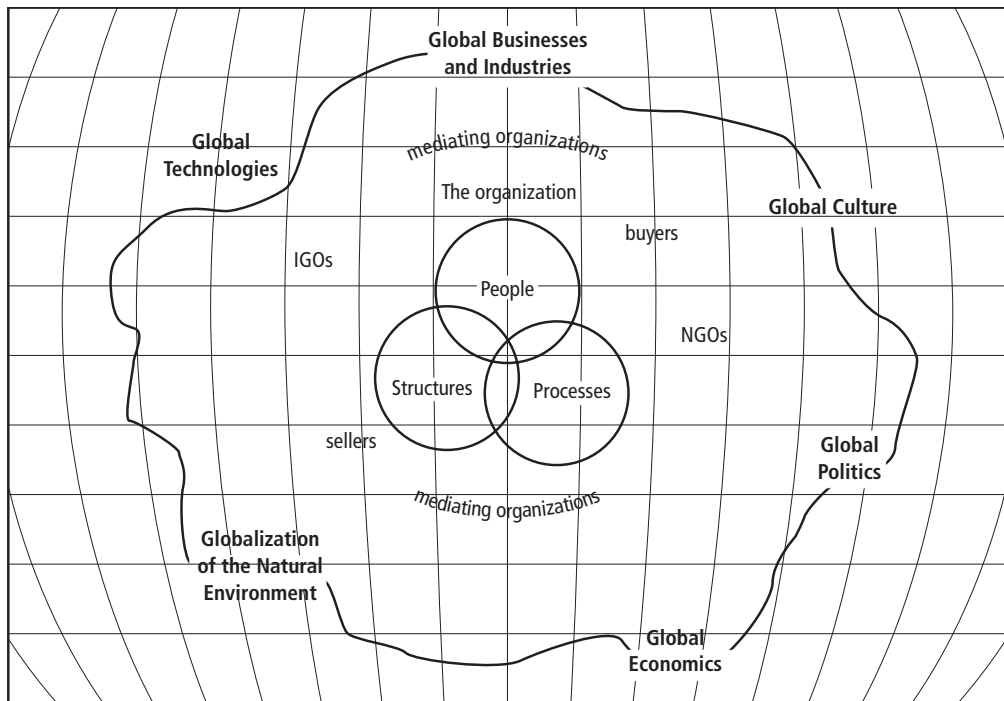 Global Businesses
and Industries
mediating organizations
Global
Technologies
The organization
Global Culture
buyers
IGOs
People
NGOs
Structures
Processes
sellers
Global
Politics
mediating organizations
Globalization
of the Natural
Environment
Global
Economics